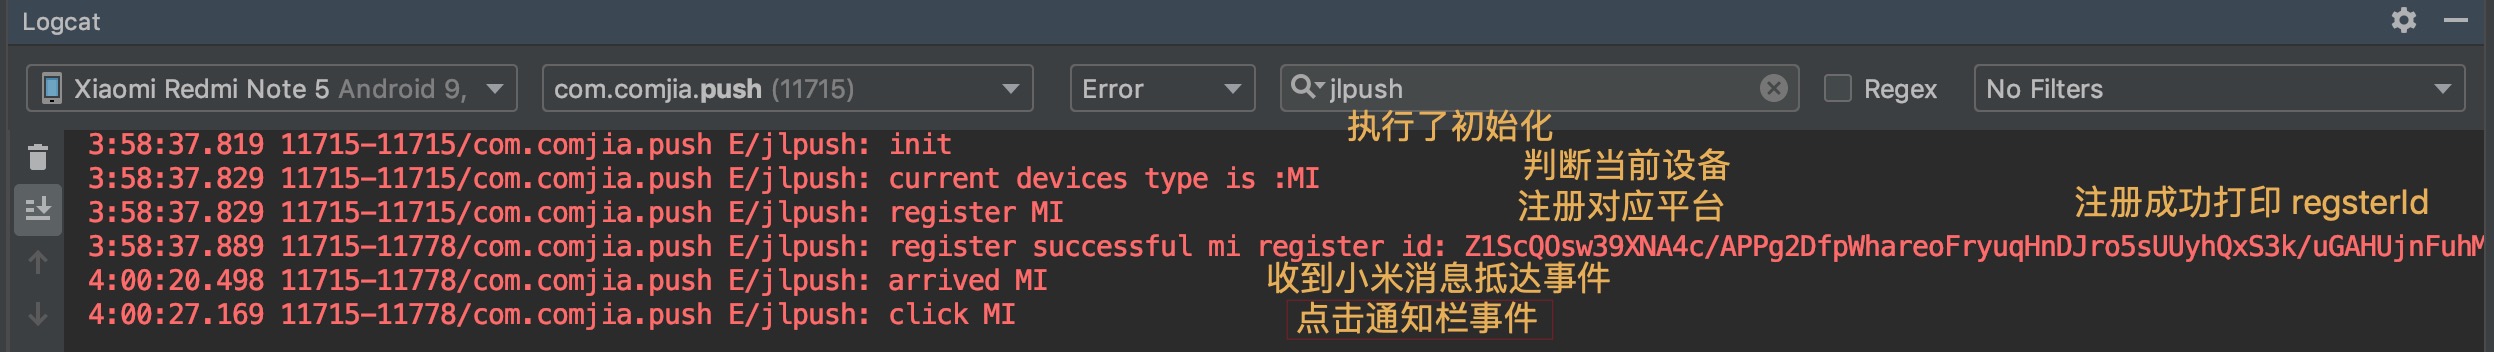 Logcat
Xiaomi Redmi Note 5 Android 9, com.comjia.push (11715) Error jlpush Regex No Filters
3:58:37.819 11715-11715/com.comjia.push E/jlpush: init 执行了初始化
3:58:37.829 11715-11715/com.comjia.push E/jlpush: current devices type is :MI 判断当前设备
3:58:37.829 11715-11715/com.comjia.push E/jlpush: register MI 注册对应平台 注册成功打印 regsterId
3:58:37.889 11715-11778/com.comjia.push E/jlpush: register successful mi register id: Z1ScQOsw39XNA4c/APPg2DfpWhareoFryuqHnDJro5sUUyhQxS3k/uGAHUjnFuhM
4:00:20.498 11715-11778/com.comjia.push E/jlpush: arrived MI 收到小米消息抵达事件
4:00:27.169 11715-11778/com.comjia.push E/jlpush: click MI 点击通知栏事件